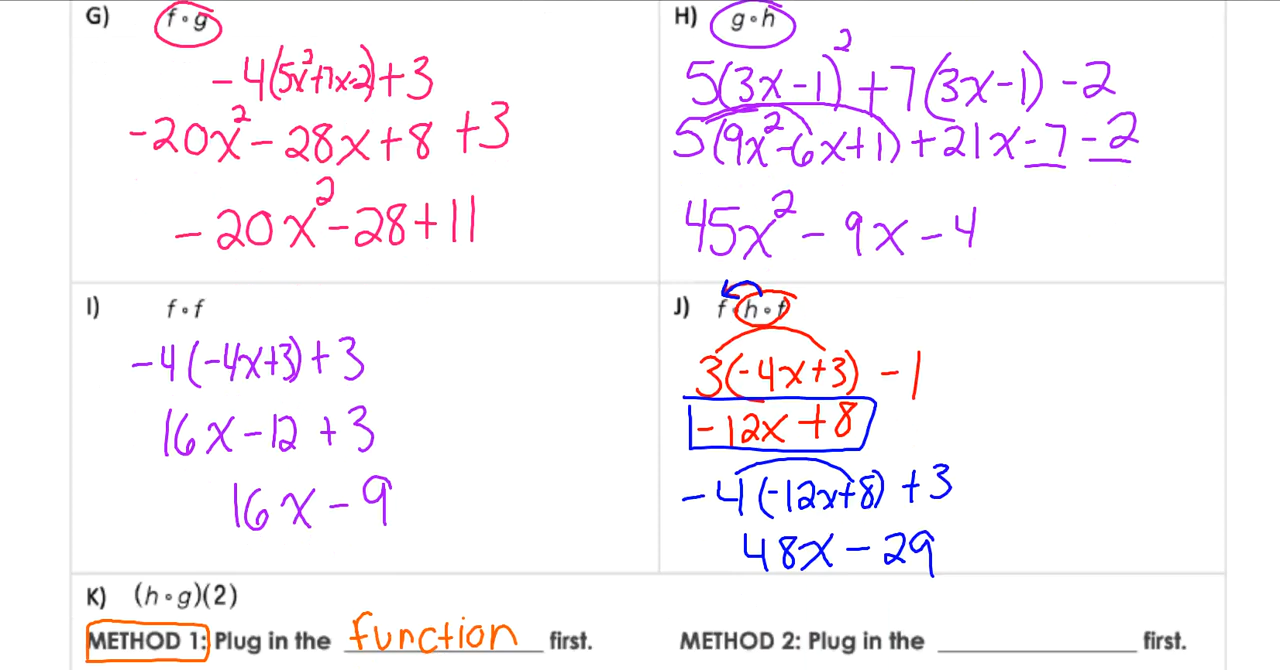 G) f∘g
-4(5x²+7x-2)+3
-20x² - 28x+8 +3
-20x²-28+11
H) g∘h
5(3x-1)² +7(3x-1) -2
5(9x²-6x+1)+21x-7-2
45x² - 9x - 4
I) f∘f
-4(-4x+3)+3
16x-12 +3
16x-9
J) f h∘f
3(-4x+3) -1
-12x+8
-4(-12x+8) +3
48x-29
K) (h∘g)(2)
METHOD 1: Plug in the function first.
METHOD 2: Plug in the ____________ first.